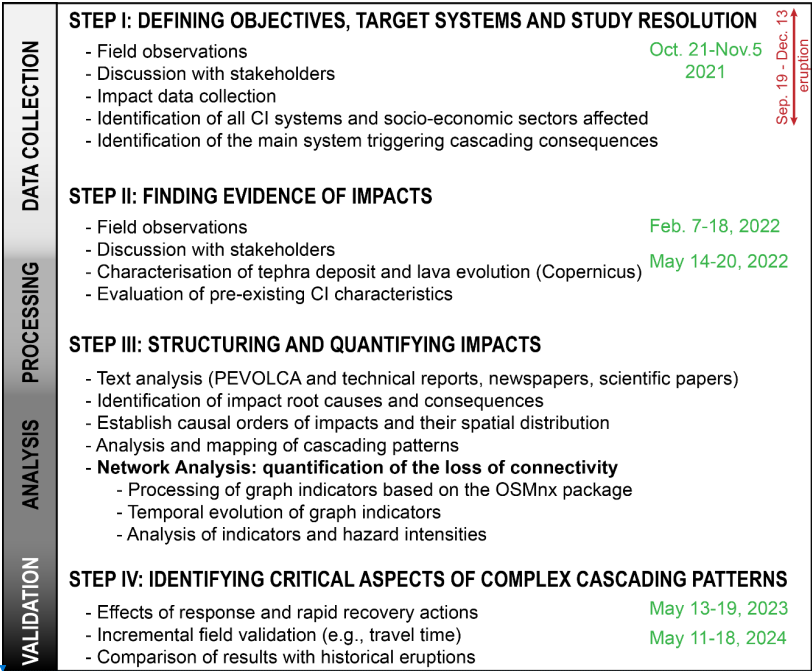 DATA COLLECTION
STEP I: DEFINING OBJECTIVES, TARGET SYSTEMS AND STUDY RESOLUTION
- Field observations
- Discussion with stakeholders
- Impact data collection
- Identification of all CI systems and socio-economic sectors affected
- Identification of the main system triggering cascading consequences
Oct. 21-Nov.5
2021
Sep. 19 - Dec. 13
eruption
STEP II: FINDING EVIDENCE OF IMPACTS
- Field observations
- Discussion with stakeholders
- Characterisation of tephra deposit and lava evolution (Copernicus)
- Evaluation of pre-existing CI characteristics
Feb. 7-18, 2022
May 14-20, 2022
PROCESSING
STEP III: STRUCTURING AND QUANTIFYING IMPACTS
- Text analysis (PEVOLCA and technical reports, newspapers, scientific papers)
- Identification of impact root causes and consequences
- Establish causal orders of impacts and their spatial distribution
- Analysis and mapping of cascading patterns
- Network Analysis: quantification of the loss of connectivity
- Processing of graph indicators based on the OSMnx package
- Temporal evolution of graph indicators
- Analysis of indicators and hazard intensities
ANALYSIS
VALIDATION
STEP IV: IDENTIFYING CRITICAL ASPECTS OF COMPLEX CASCADING PATTERNS
- Effects of response and rapid recovery actions
- Incremental field validation (e.g., travel time)
- Comparison of results with historical eruptions
May 13-19, 2023
May 11-18, 2024